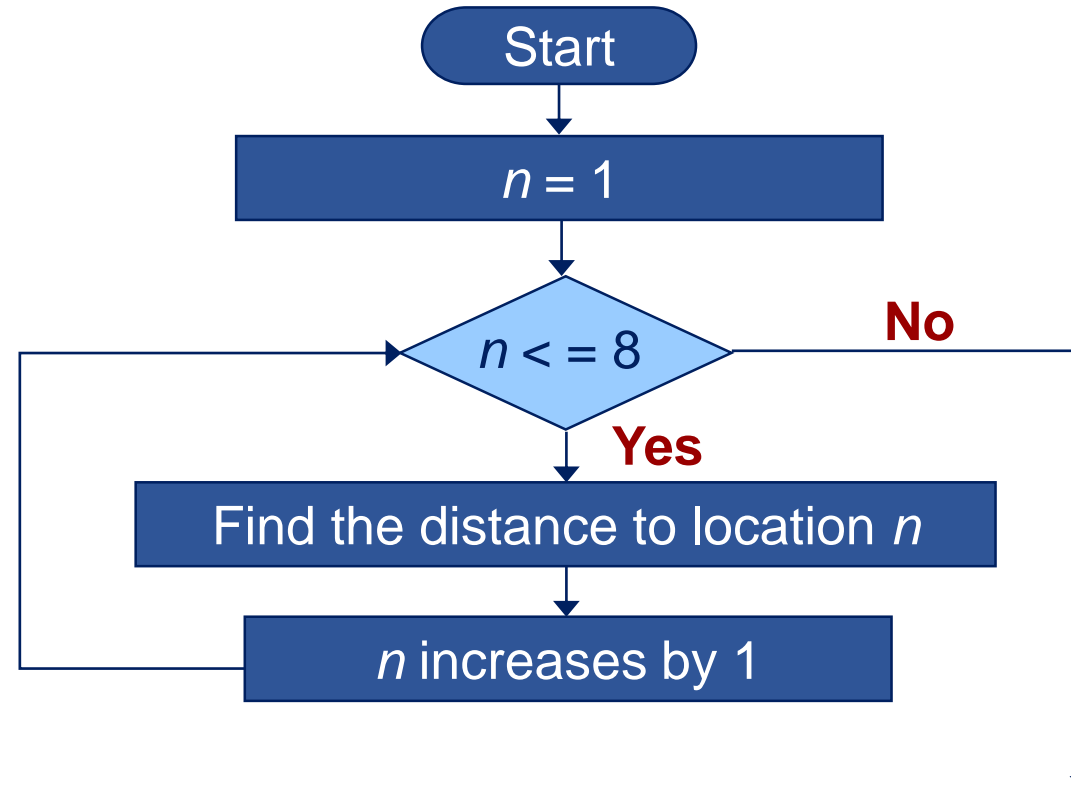 Start
n = 1
n < = 8
No
Yes
Find the distance to location n
n increases by 1